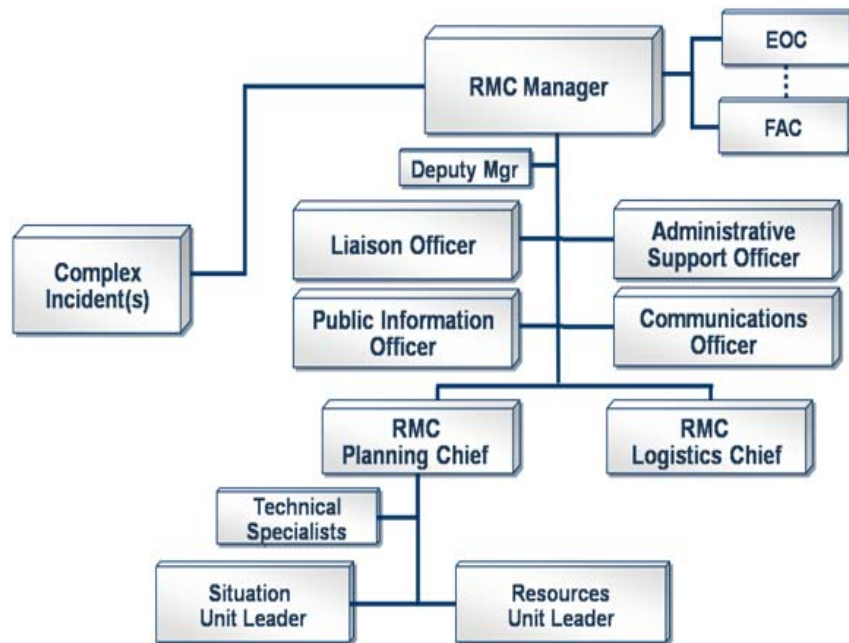 EOC
RMC Manager
FAC
Deputy Mgr
Liaison Officer
Administrative
Support Officer
Complex
Incident(s)
Public Information
Officer
Communications
Officer
RMC
Planning Chief
RMC
Logistics Chief
Technical
Specialists
Situation
Unit Leader
Resources
Unit Leader